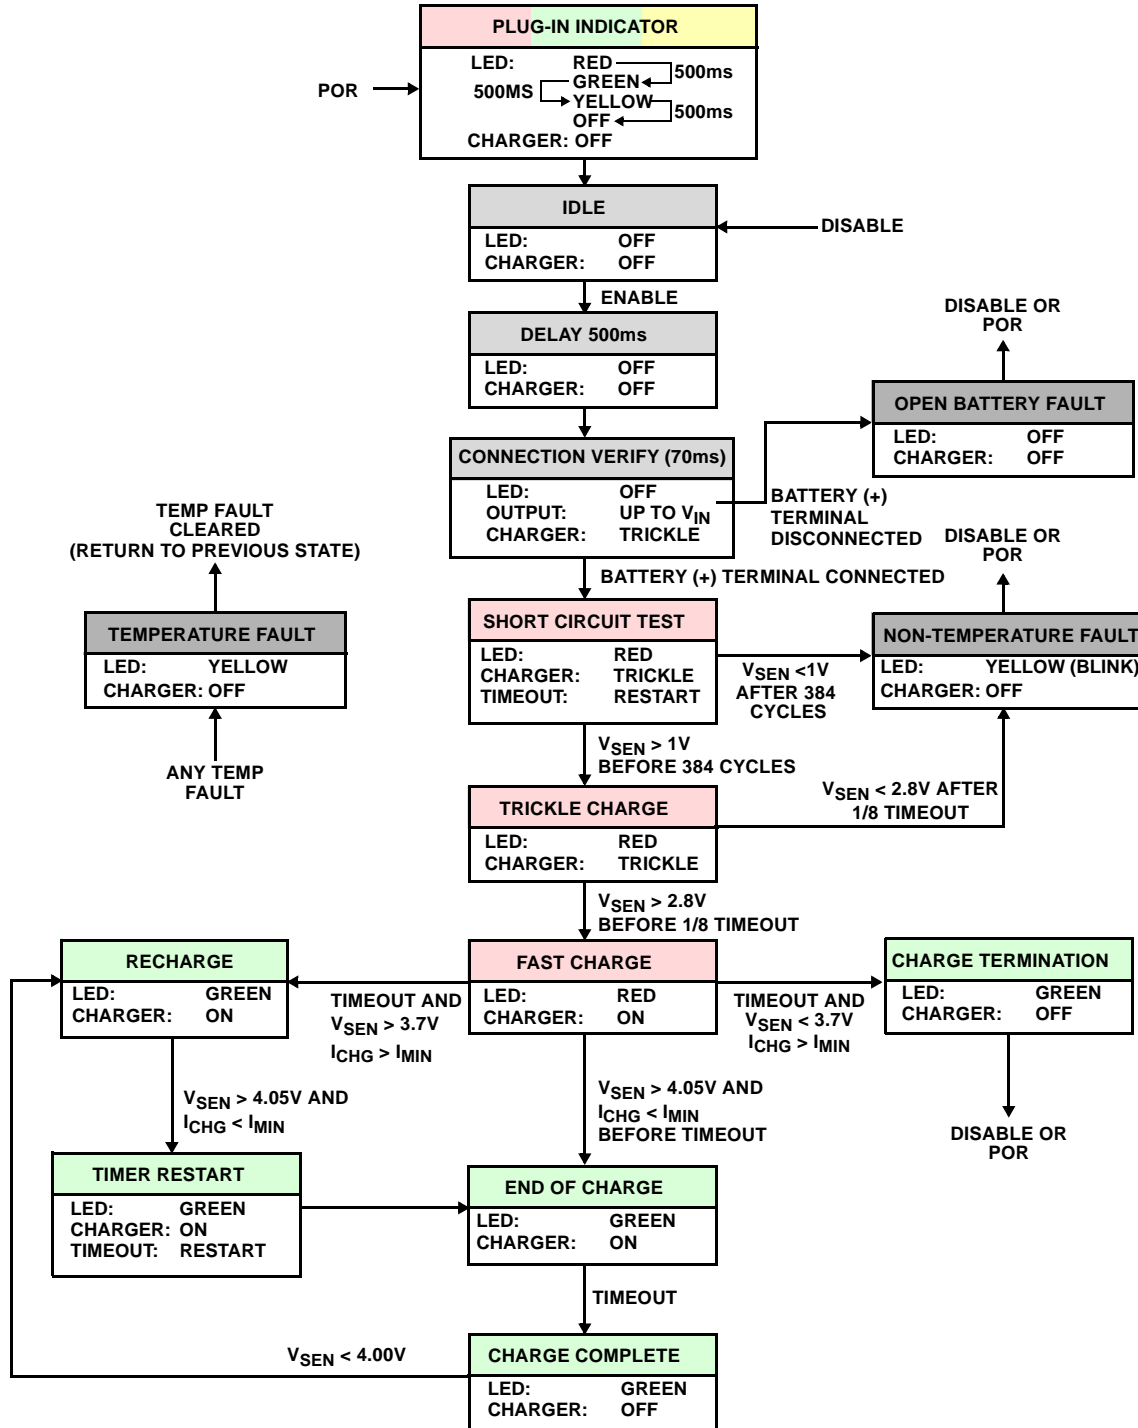 PLUG-IN INDICATOR
LED: RED
500ms
GREEN
500MS
YELLOW
500ms
OFF
CHARGER: OFF
POR
IDLE
LED: OFF
CHARGER: OFF
DISABLE
ENABLE
DELAY 500ms
LED: OFF
CHARGER: OFF
DISABLE OR
POR
OPEN BATTERY FAULT
LED: OFF
CHARGER: OFF
CONNECTION VERIFY (70ms)
LED: OFF
OUTPUT: UP TO VIN
CHARGER: TRICKLE
BATTERY (+)
TERMINAL
DISCONNECTED
BATTERY (+) TERMINAL CONNECTED
TEMP FAULT
CLEARED
(RETURN TO PREVIOUS STATE)
TEMPERATURE FAULT
LED: YELLOW
CHARGER: OFF
ANY TEMP
FAULT
SHORT CIRCUIT TEST
LED: RED
CHARGER: TRICKLE
TIMEOUT: RESTART
VSEN <1V
AFTER 384
CYCLES
DISABLE OR
POR
NON-TEMPERATURE FAULT
LED: YELLOW (BLINK)
CHARGER: OFF
VSEN > 1V
BEFORE 384 CYCLES
TRICKLE CHARGE
LED: RED
CHARGER: TRICKLE
VSEN < 2.8V AFTER
1/8 TIMEOUT
VSEN > 2.8V
BEFORE 1/8 TIMEOUT
RECHARGE
LED: GREEN
CHARGER: ON
TIMEOUT AND
VSEN > 3.7V
ICHG > IMIN
FAST CHARGE
LED: RED
CHARGER: ON
TIMEOUT AND
VSEN < 3.7V
ICHG > IMIN
CHARGE TERMINATION
LED: GREEN
CHARGER: OFF
DISABLE OR
POR
VSEN > 4.05V AND
ICHG < IMIN
VSEN > 4.05V AND
ICHG < IMIN
BEFORE TIMEOUT
TIMER RESTART
LED: GREEN
CHARGER: ON
TIMEOUT: RESTART
END OF CHARGE
LED: GREEN
CHARGER: ON
TIMEOUT
VSEN < 4.00V
CHARGE COMPLETE
LED: GREEN
CHARGER: OFF